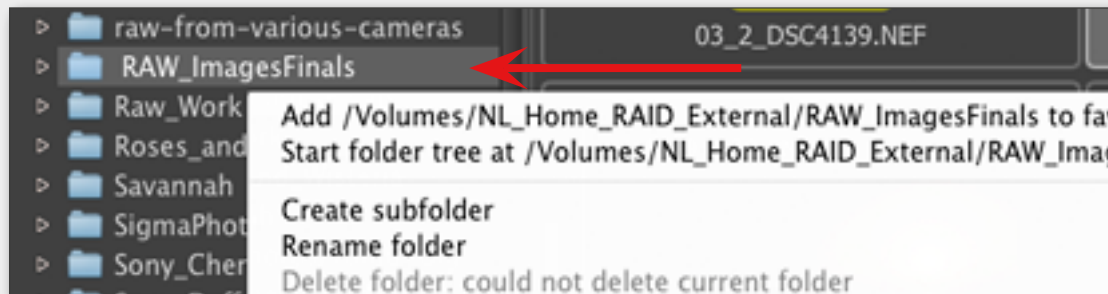 raw-from-various-cameras
RAW_ImagesFinals
Raw_Work
Roses_and
Savannah
SigmaPhot
Sony_Cher
03_2_DSC4139.NEF
Add /Volumes/NL_Home_RAID_External/RAW_ImagesFinals to fa
Start folder tree at /Volumes/NL_Home_RAID_External/RAW_Imag
Create subfolder
Rename folder
Delete folder: could not delete current folder